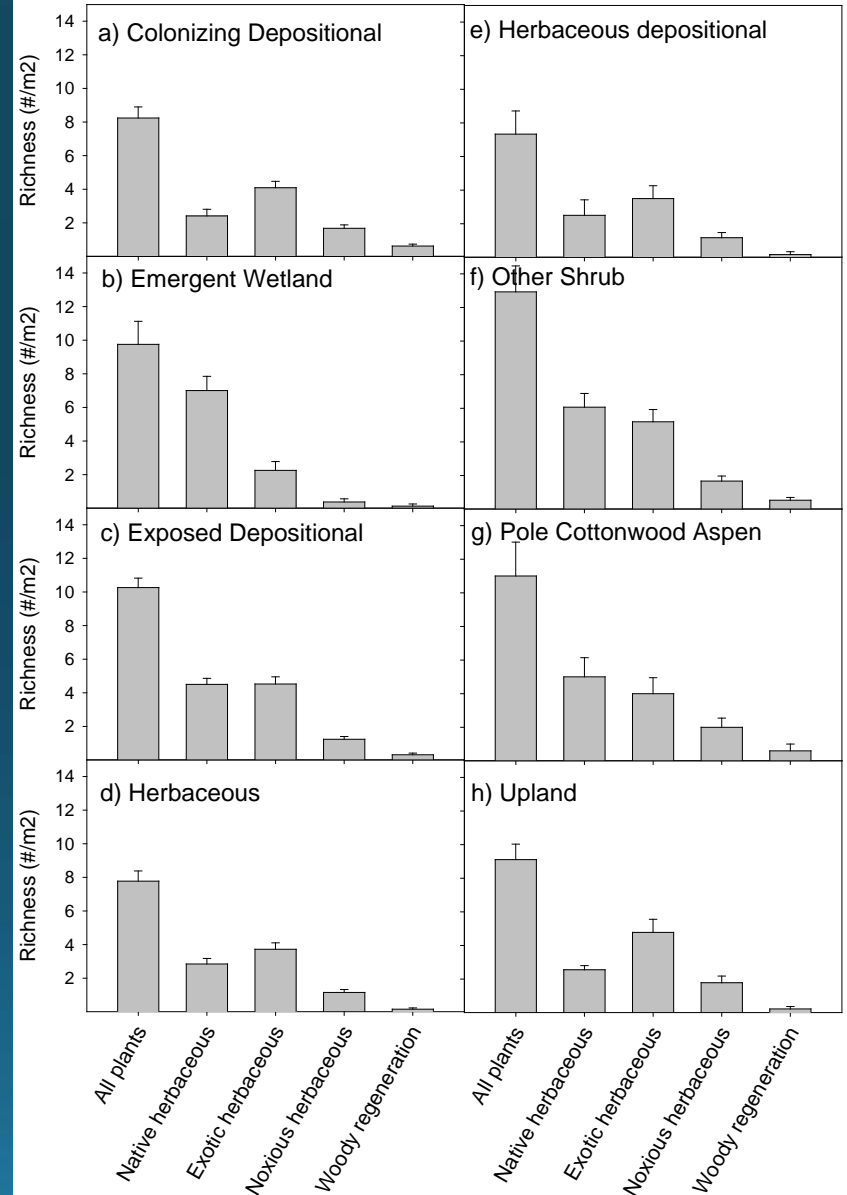 Richness (#/m2)
14
12
10
8
6
4
2
a) Colonizing Depositional
e) Herbaceous depositional
Richness (#/m2)
14
12
10
8
6
4
2
b) Emergent Wetland
f) Other Shrub
Richness (#/m2)
14
12
10
8
6
4
2
c) Exposed Depositional
g) Pole Cottonwood Aspen
Richness (#/m2)
14
12
10
8
6
4
2
d) Herbaceous
h) Upland
All plants
Native herbaceous
Exotic herbaceous
Noxious herbaceous
Woody regeneration
All plants
Native herbaceous
Exotic herbaceous
Noxious herbaceous
Woody regeneration